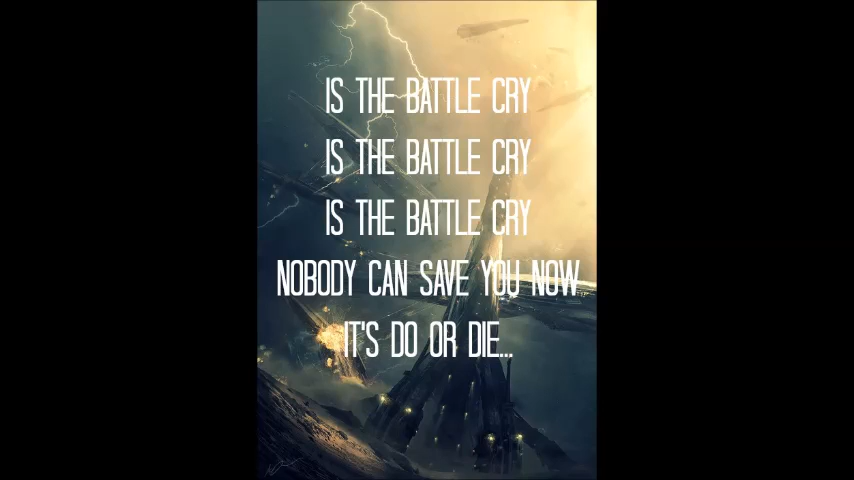 IS THE BATTLE CRY
IS THE BATTLE CRY
IS THE BATTLE CRY
NOBODY CAN SAVE YOU NOW
IT'S DO OR DIE...